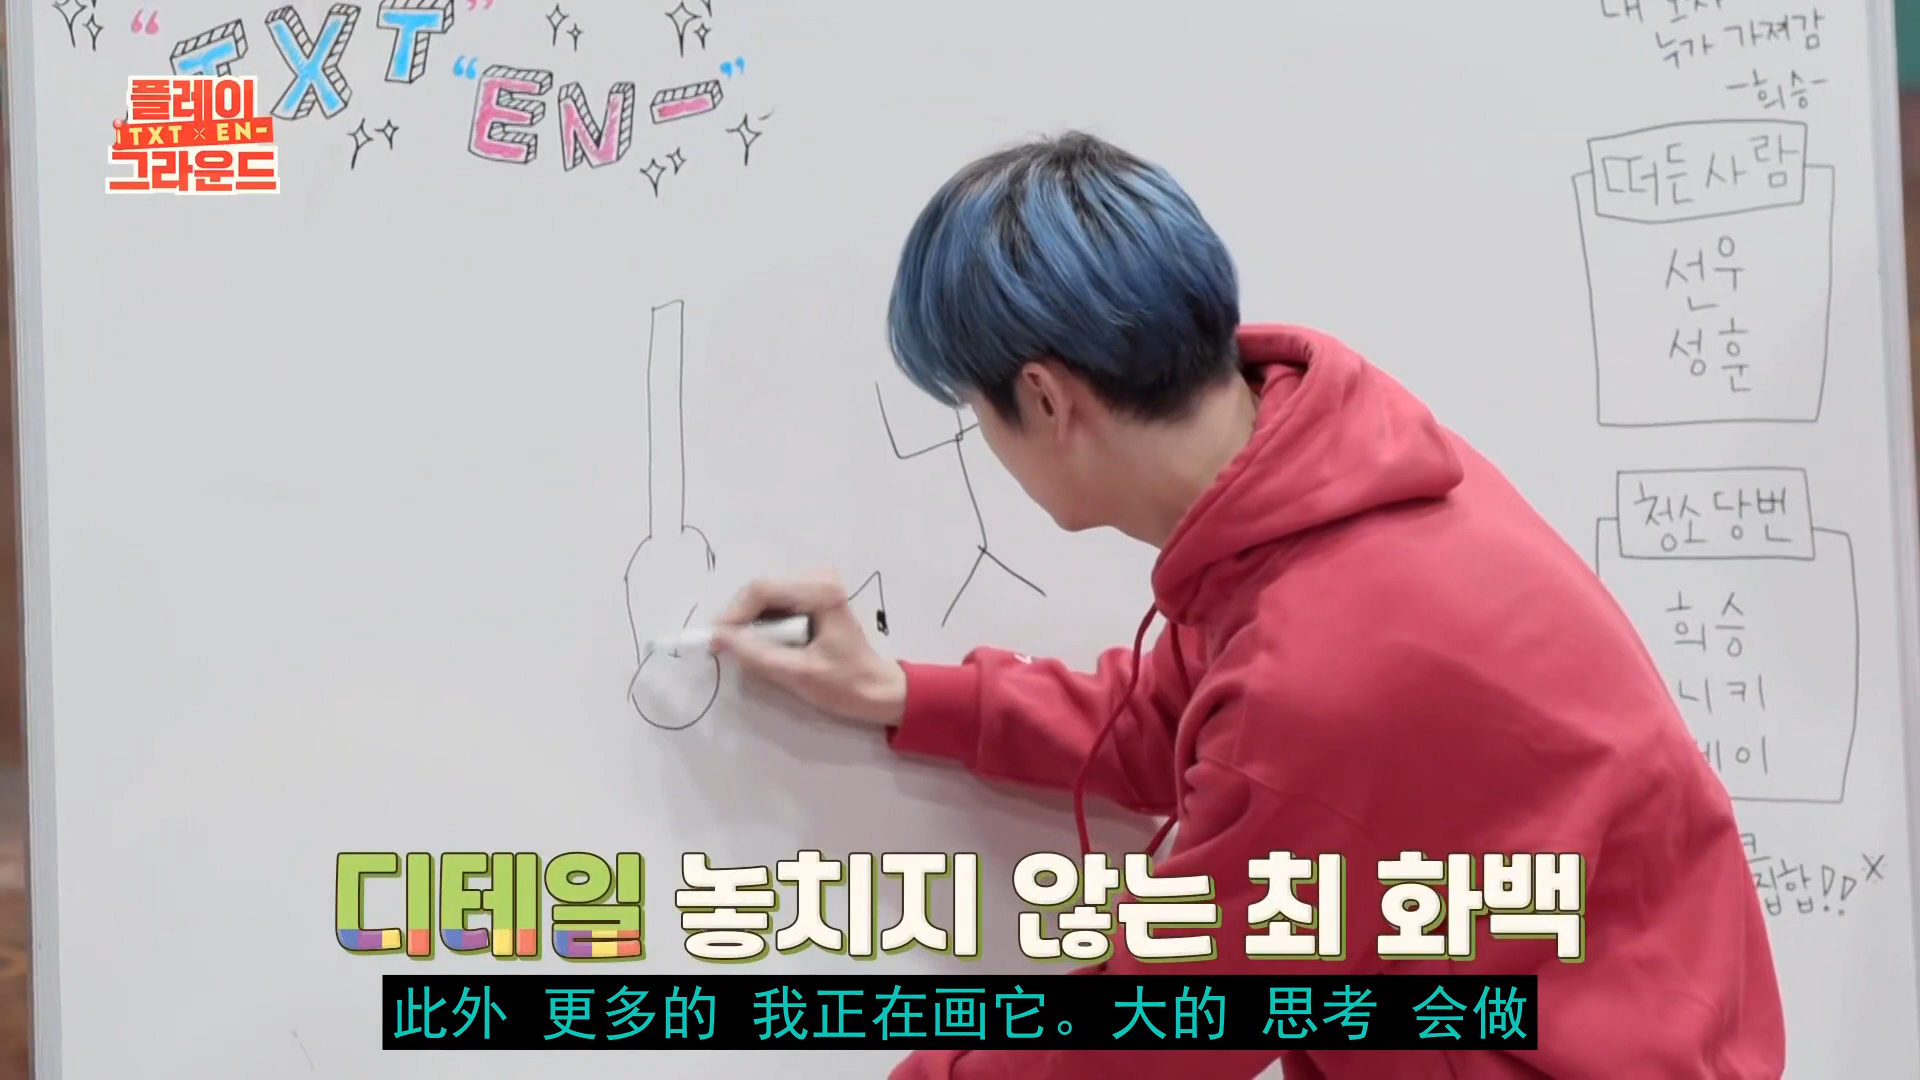 “TXT”
“EN-”
플레이
TXT × EN-
그라운드
누가 가져감
-희승-
떠든 사람
선우
성훈
청소당번
희승
니키
제이
집합!!
디테일 놓치지 않는 최 화백
此外 更多的 我正在画它。大的 思考 会做